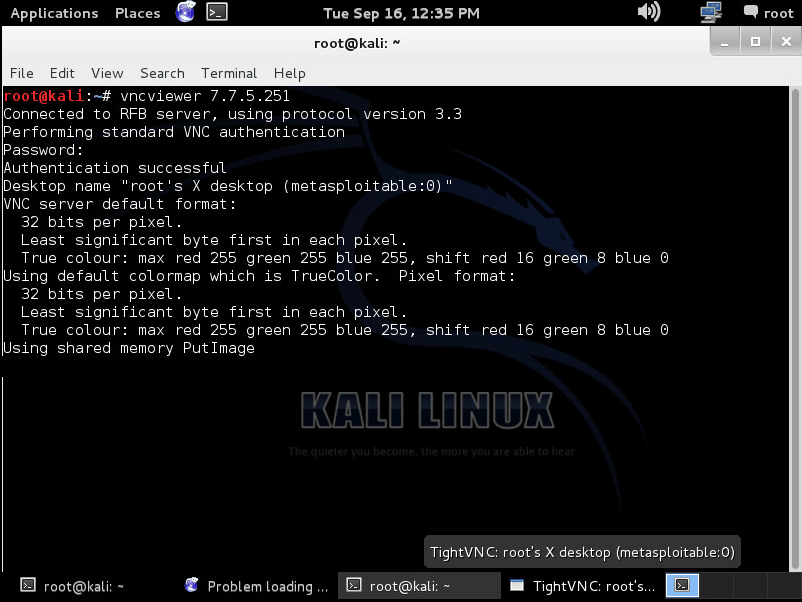 Applications Places Tue Sep 16, 12:35 PM root
root@kali: ~
File Edit View Search Terminal Help
root@kali:~# vncviewer 7.7.5.251
Connected to RFB server, using protocol version 3.3
Performing standard VNC authentication
Password:
Authentication successful
Desktop name "root's X desktop (metasploitable:0)"
VNC server default format:
  32 bits per pixel.
  Least significant byte first in each pixel.
  True colour: max red 255 green 255 blue 255, shift red 16 green 8 blue 0
Using default colormap which is TrueColor.  Pixel format:
  32 bits per pixel.
  Least significant byte first in each pixel.
  True colour: max red 255 green 255 blue 255, shift red 16 green 8 blue 0
Using shared memory PutImage
KALI LINUX
The quieter you become, the more you are able to hear.
TightVNC: root's X desktop (metasploitable:0)
root@kali: ~ Problem loading ... root@kali: ~ TightVNC: root's...